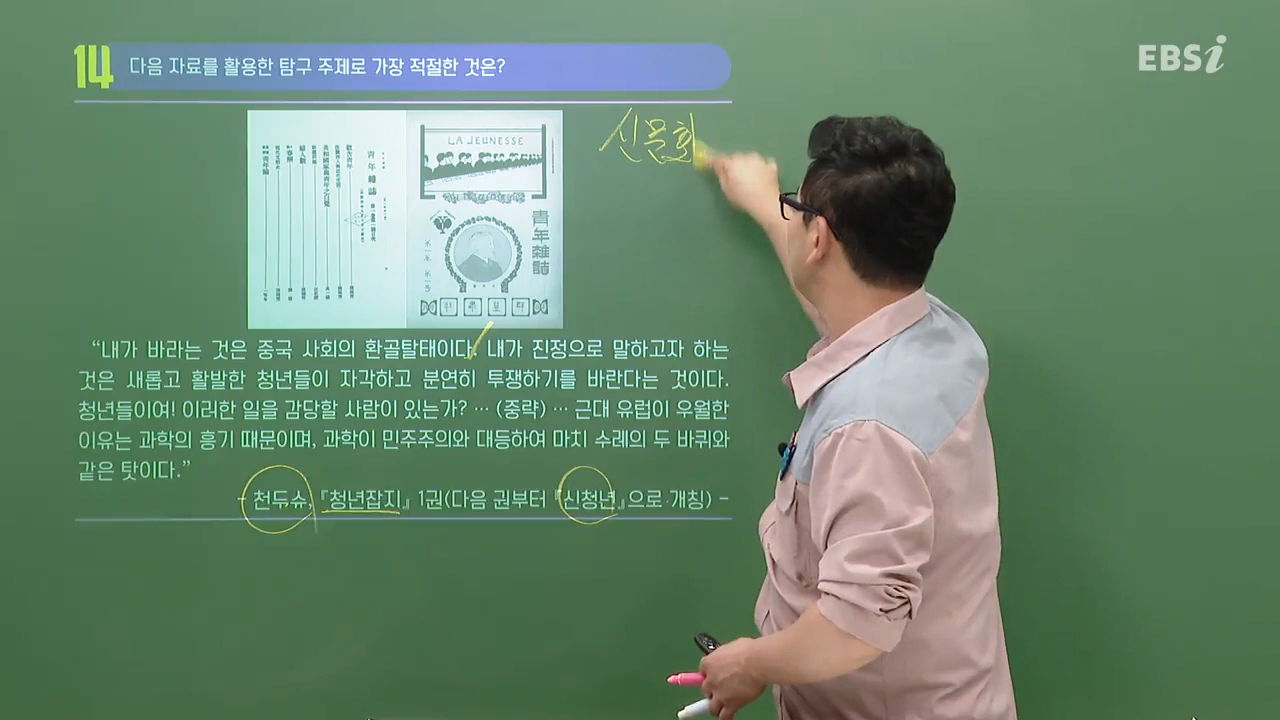 EBSi
14 다음 자료를 활용한 탐구 주제로 가장 적절한 것은?
신문화
LA JEUNESSE
青年雜誌
青年雜誌
“내가 바라는 것은 중국 사회의 환골탈태이다. 내가 진정으로 말하고자 하는
것은 새롭고 활발한 청년들이 자각하고 분연히 투쟁하기를 바란다는 것이다.
청년들이여! 이러한 일을 감당할 사람이 있는가? … (중략) … 근대 유럽이 우월한
이유는 과학의 흥기 때문이며, 과학이 민주주의와 대등하여 마치 수레의 두 바퀴와
같은 탓이다.”
- 천두슈, 『청년잡지』 1권(다음 권부터 『신청년』으로 개칭) -